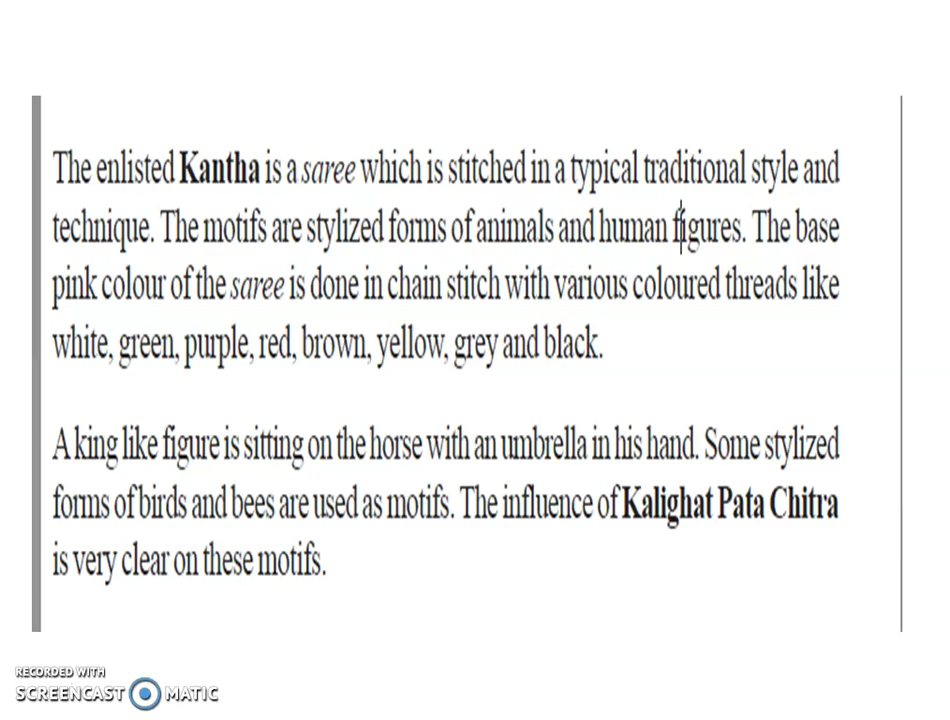 The enlisted Kantha is a saree which is stitched in a typical traditional style and
technique. The motifs are stylized forms of animals and human figures. The base
pink colour of the saree is done in chain stitch with various coloured threads like
white, green, purple, red, brown, yellow, grey and black.
A king like figure is sitting on the horse with an umbrella in his hand. Some stylized
forms of birds and bees are used as motifs. The influence of Kalighat Pata Chitra
is very clear on these motifs.
RECORDED WITH
SCREENCAST MATIC